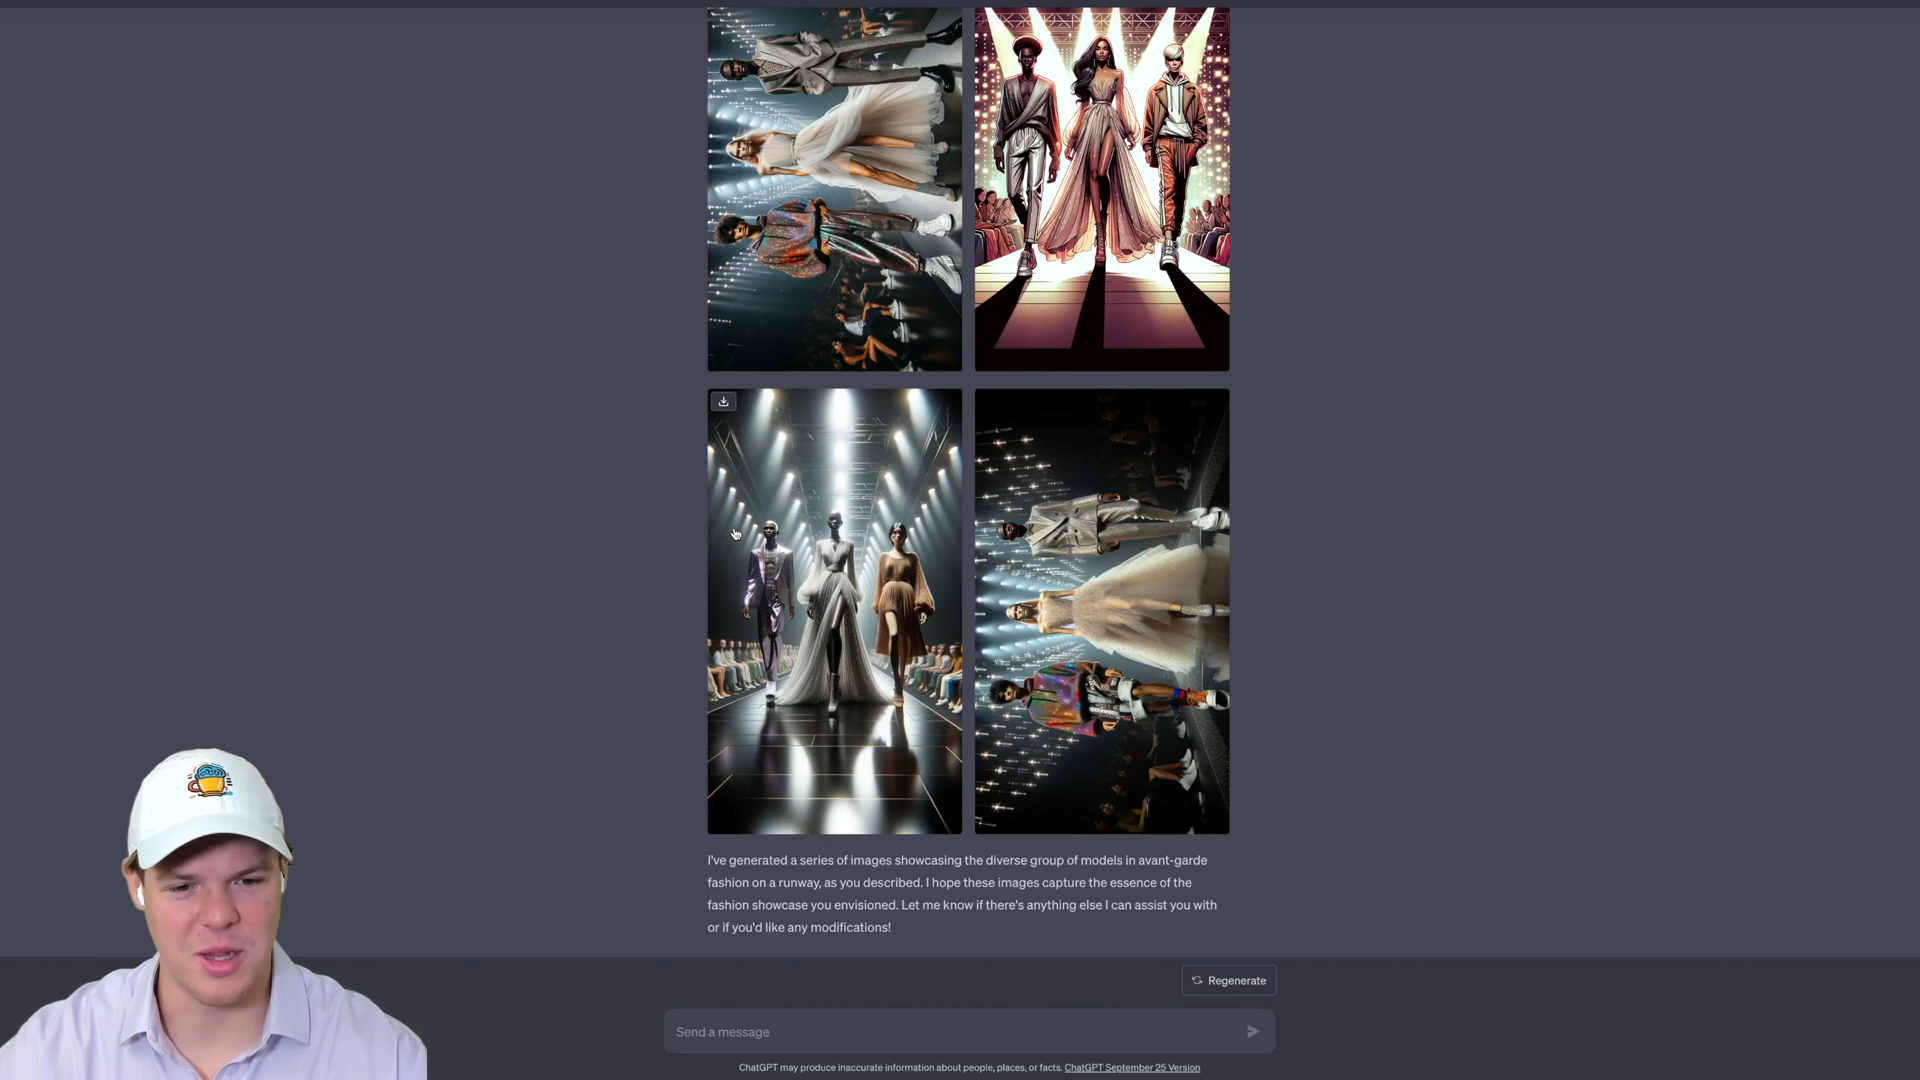 I've generated a series of images showcasing the diverse group of models in avant-garde
fashion on a runway, as you described. I hope these images capture the essence of the
fashion showcase you envisioned. Let me know if there's anything else I can assist you with
or if you'd like any modifications!
Regenerate
Send a message
ChatGPT may produce inaccurate information about people, places, or facts. ChatGPT September 25 Version